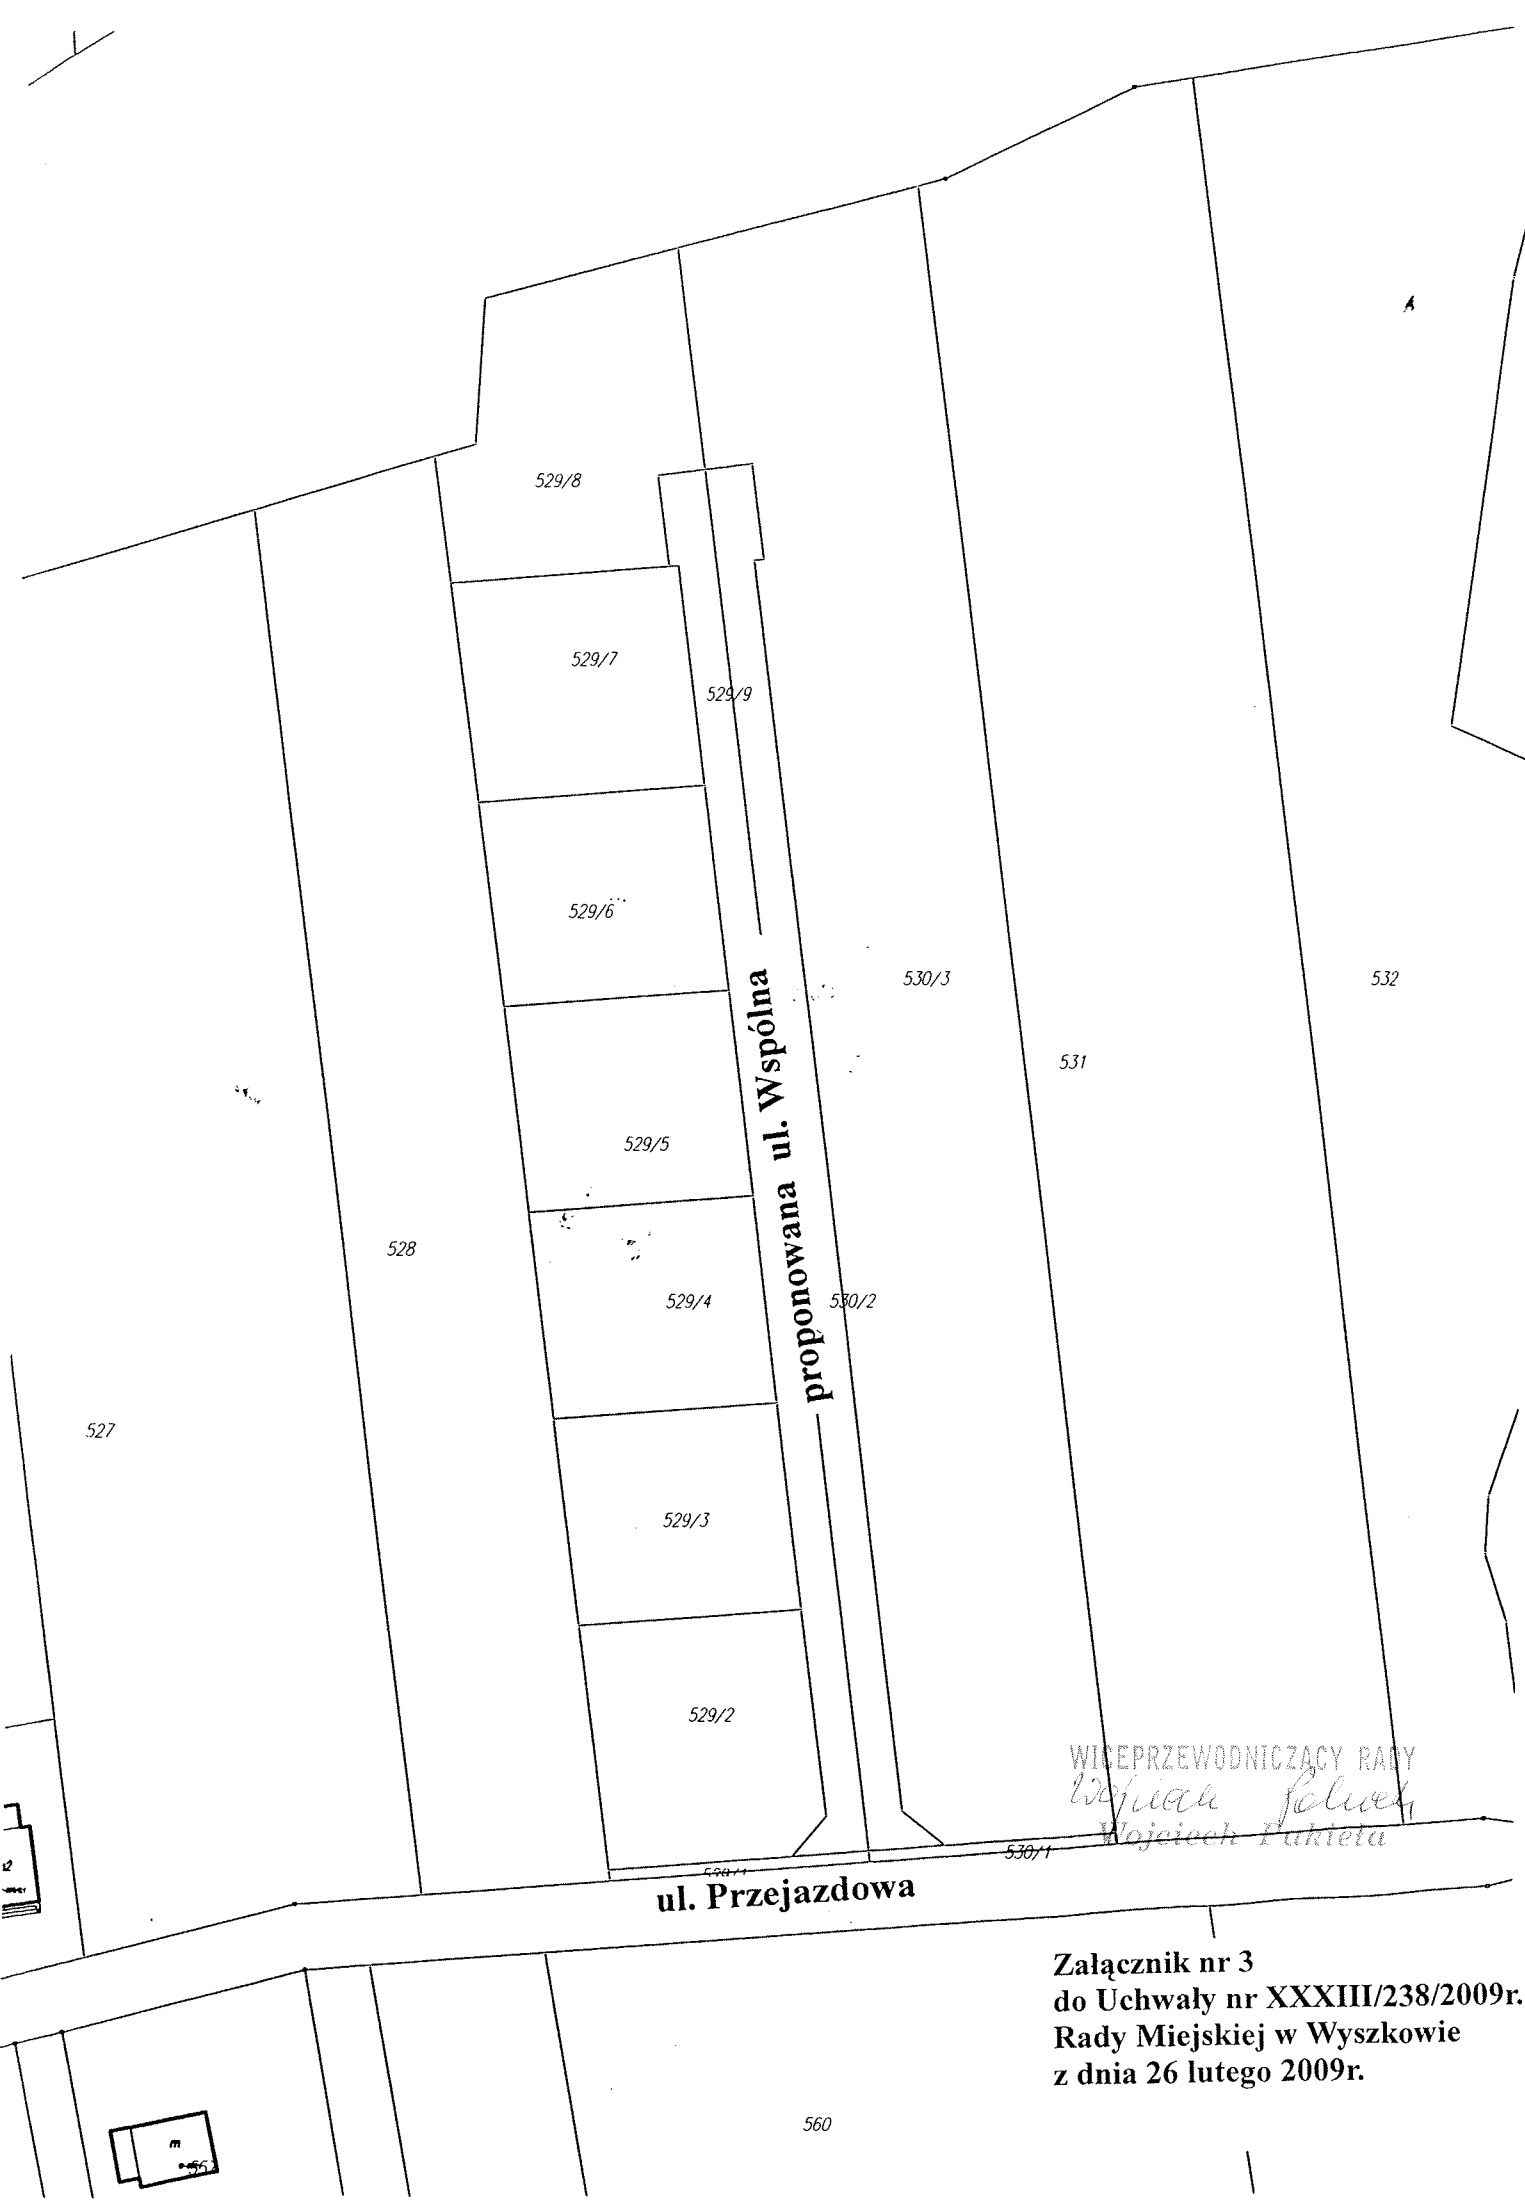 529/8
529/7
529/9
529/6
530/3
532
531
529/5
528
529/4
530/2
proponowana ul. Wspólna
527
529/3
529/2
WICEPRZEWODNICZĄCY RADY
Wojciech
530/1
529/1
ul. Przejazdowa
Załącznik nr 3
do Uchwały nr XXXIII/238/2009r.
Rady Miejskiej w Wyszkowie
z dnia 26 lutego 2009r.
560
m